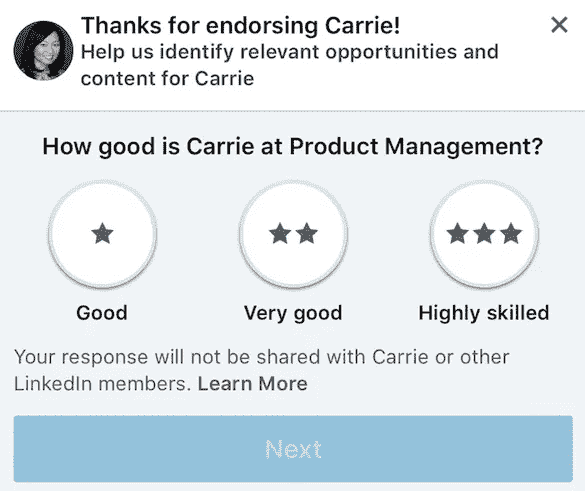 Thanks for endorsing Carrie!
Help us identify relevant opportunities and
content for Carrie
How good is Carrie at Product Management?
Good
Very good
Highly skilled
Your response will not be shared with Carrie or other
LinkedIn members. Learn More
Next